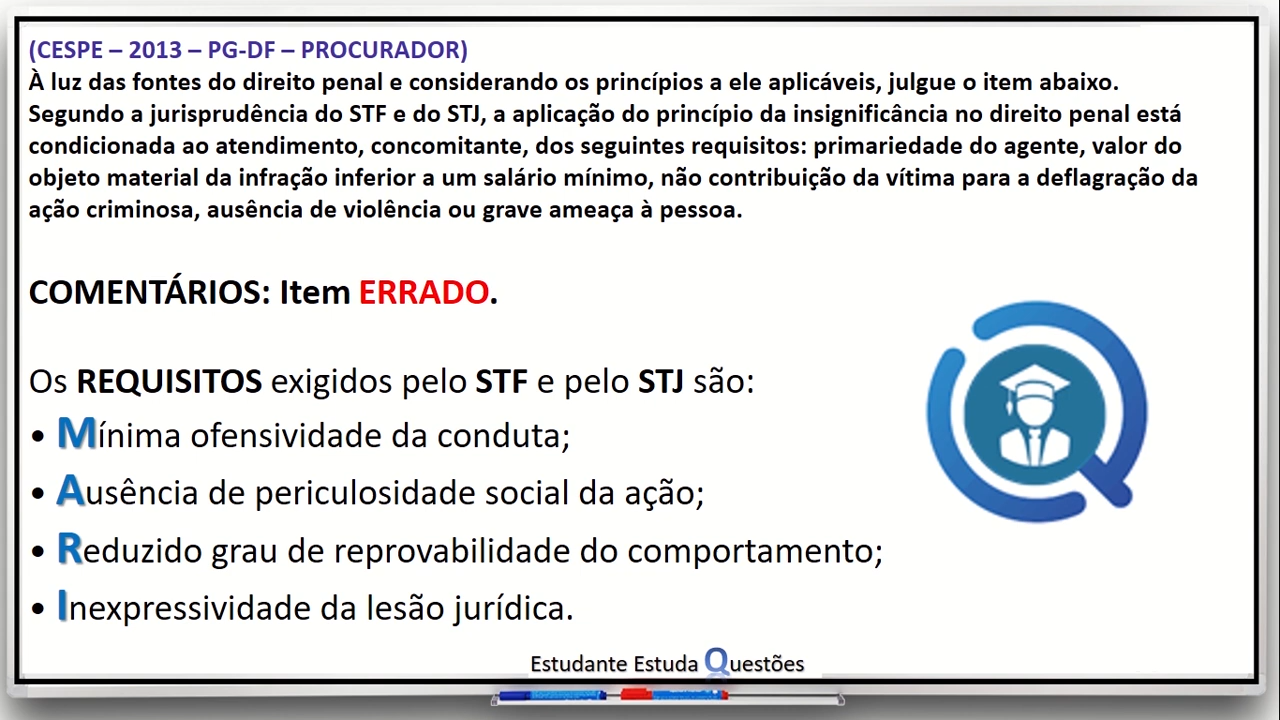 (CESPE – 2013 – PG-DF – PROCURADOR)
À luz das fontes do direito penal e considerando os princípios a ele aplicáveis, julgue o item abaixo.
Segundo a jurisprudência do STF e do STJ, a aplicação do princípio da insignificância no direito penal está
condicionada ao atendimento, concomitante, dos seguintes requisitos: primariedade do agente, valor do
objeto material da infração inferior a um salário mínimo, não contribuição da vítima para a deflagração da
ação criminosa, ausência de violência ou grave ameaça à pessoa.
COMENTÁRIOS: Item ERRADO.
Os REQUISITOS exigidos pelo STF e pelo STJ são:
• Mínima ofensividade da conduta;
• Ausência de periculosidade social da ação;
• Reduzido grau de reprovabilidade do comportamento;
• Inexpressividade da lesão jurídica.
Estudante Estuda Questões